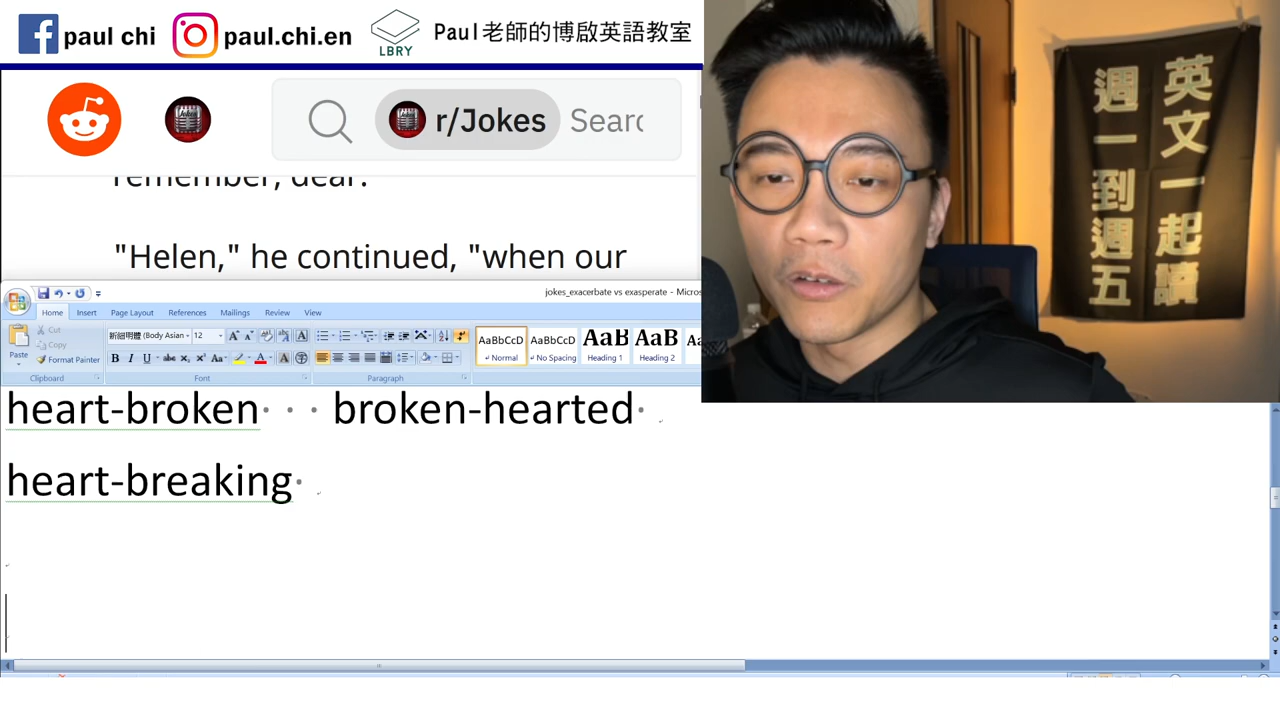 paul chi
paul.chi.en
LBRY
Paul老師的博啟英語教室
r/Jokes
remember, dear?
"Helen," he continued, "when our
英文一起讀
週一到週五
jokes_exacerbate vs exasperate - Micros
Home Insert Page Layout References Mailings Review View
Paste
Cut
Copy
Format Painter
新細明體 (Body Asian 12
AaBbCcD AaBbCcD AaB AaB
Normal No Spacing Heading 1 Heading 2
Clipboard Font Paragraph
heart-broken broken-hearted
heart-breaking